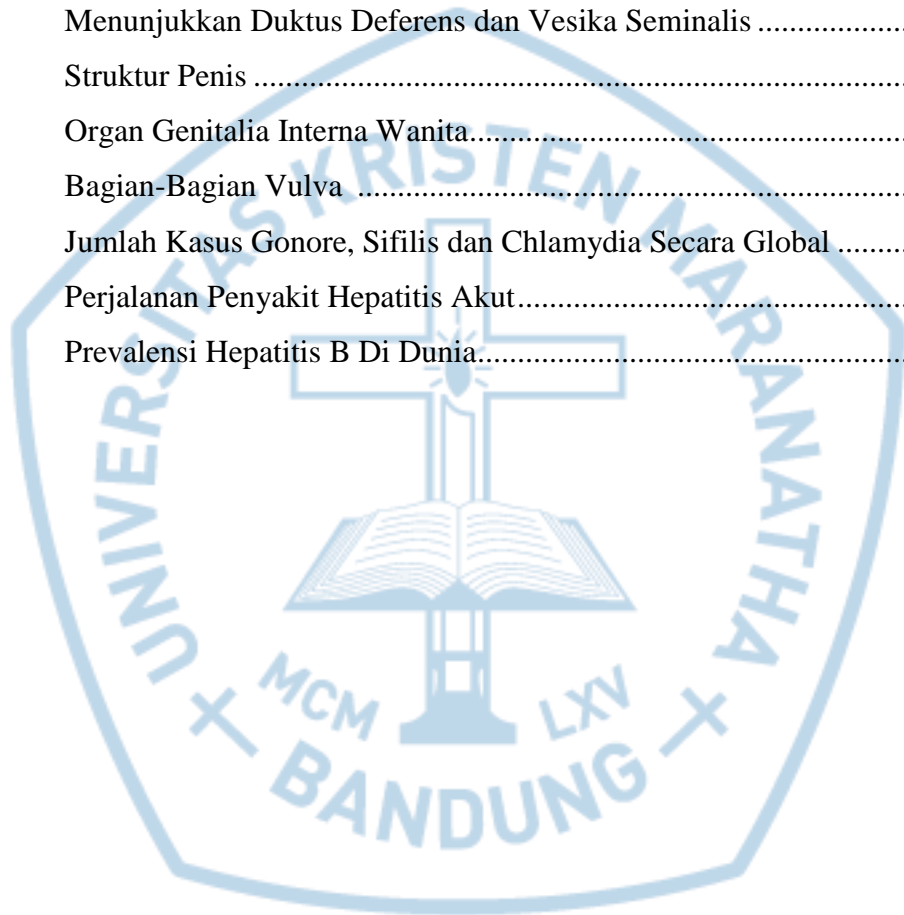 Menunjukkan Duktus Deferens dan Vesika Seminalis ..................
Struktur Penis ..................................................................................
Organ Genitalia Interna Wanita.......................................................
Bagian-Bagian Vulva .....................................................................
Jumlah Kasus Gonore, Sifilis dan Chlamydia Secara Global .........
Perjalanan Penyakit Hepatitis Akut.................................................
Prevalensi Hepatitis B Di Dunia......................................................
UNIVERSITAS KRISTEN MARANATHA
MCM LXV
BANDUNG